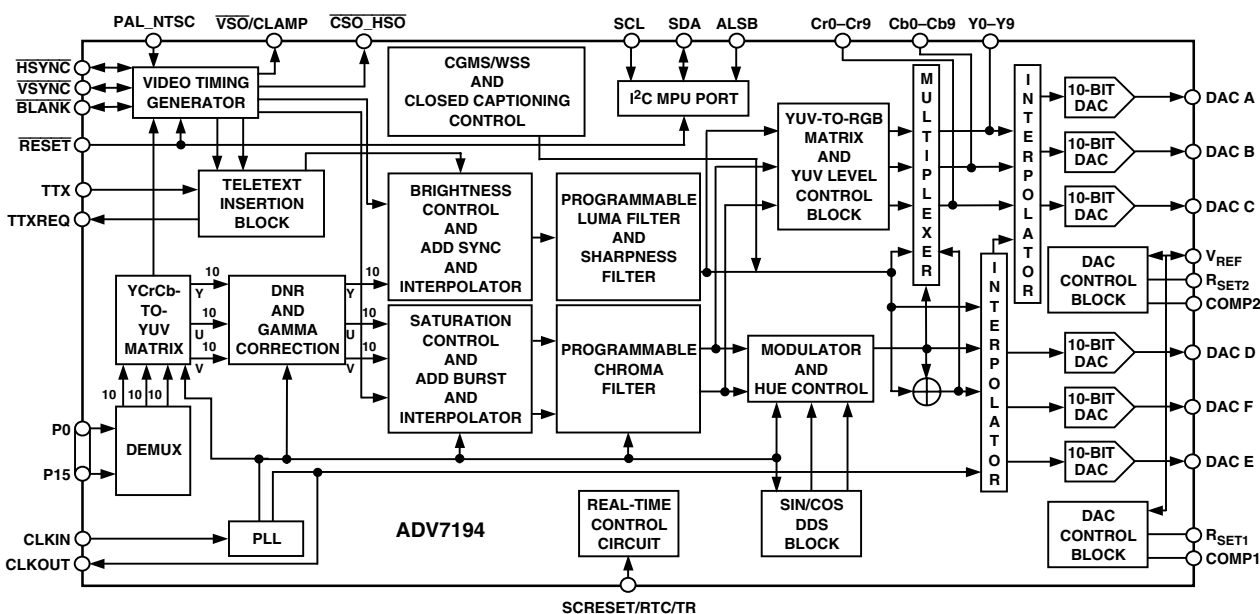 PAL_NTSC VSO/CLAMP CSO_HSO SCL SDA ALSB Cr0–Cr9 Cb0–Cb9 Y0–Y9
HSYNC
VSYNC
BLANK
RESET
TTX
TTXREQ
P0
P15
CLKIN
CLKOUT
VIDEO TIMING
GENERATOR
CGMS/WSS
AND
CLOSED CAPTIONING
CONTROL
I2C MPU PORT
TELETEXT
INSERTION
BLOCK
BRIGHTNESS
CONTROL
AND
ADD SYNC
AND
INTERPOLATOR
PROGRAMMABLE
LUMA FILTER
AND
SHARPNESS
FILTER
YUV-TO-RGB
MATRIX
AND
YUV LEVEL
CONTROL
BLOCK
MULTIPLEXER
INTERPOLATOR
10-BIT
DAC
DAC A
10-BIT
DAC
DAC B
10-BIT
DAC
DAC C
DAC
CONTROL
BLOCK
VREF
RSET2
COMP2
YCrCb-
TO-
YUV
MATRIX
10
Y
10
U
10
V
DNR
AND
GAMMA
CORRECTION
10
Y
10
U
10
V
SATURATION
CONTROL
AND
ADD BURST
AND
INTERPOLATOR
PROGRAMMABLE
CHROMA
FILTER
MODULATOR
AND
HUE CONTROL
INTERPOLATOR
10-BIT
DAC
DAC D
10-BIT
DAC
DAC F
10-BIT
DAC
DAC E
10 10 10
DEMUX
PLL
ADV7194
REAL-TIME
CONTROL
CIRCUIT
SIN/COS
DDS
BLOCK
DAC
CONTROL
BLOCK
RSET1
COMP1
SCRESET/RTC/TR